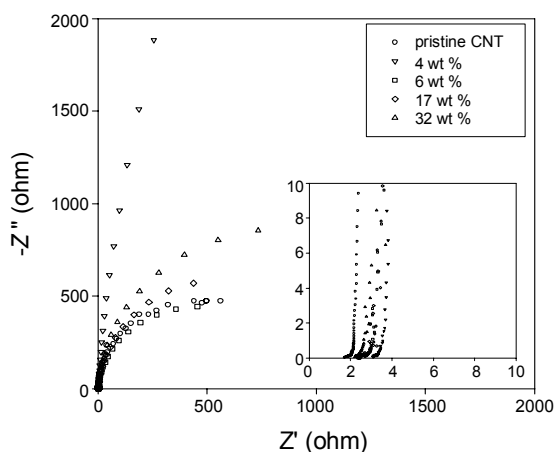 2000
1500
1000
500
0
-Z'' (ohm)
pristine CNT
4 wt %
6 wt %
17 wt %
32 wt %
10
8
6
4
2
0
0 2 4 6 8 10
0 500 1000 1500 2000
Z' (ohm)